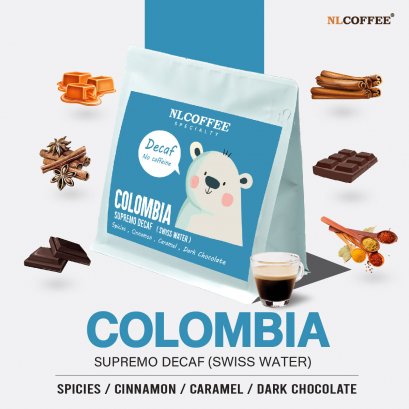 NLCOFFEE®
NLCOFFEE
SPECIALTY
Decaf
No caffeine
COLOMBIA
SUPREMO DECAF (SWISS WATER)
Spicies, Cinnamon, Caramel, Dark Chocolate
COLOMBIA
SUPREMO DECAF (SWISS WATER)
SPICIES / CINNAMON / CARAMEL / DARK CHOCOLATE